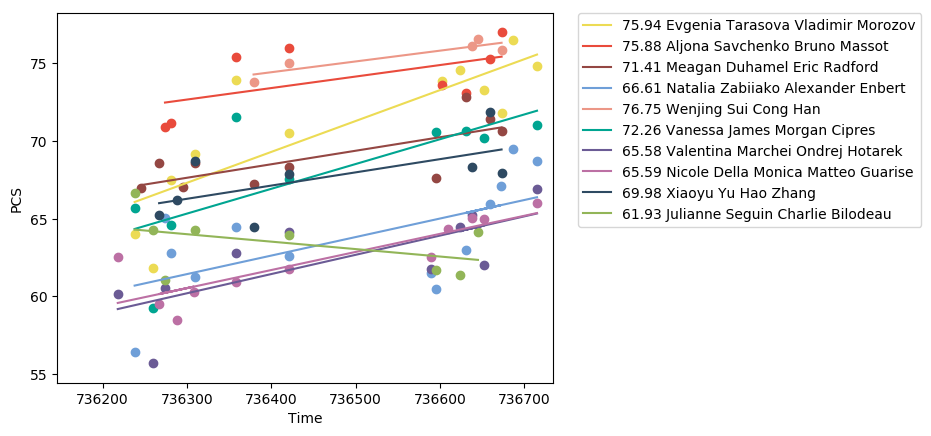 75.94 Evgenia Tarasova Vladimir Morozov
75.88 Aljona Savchenko Bruno Massot
71.41 Meagan Duhamel Eric Radford
66.61 Natalia Zabiiako Alexander Enbert
76.75 Wenjing Sui Cong Han
72.26 Vanessa James Morgan Cipres
65.58 Valentina Marchei Ondrej Hotarek
65.59 Nicole Della Monica Matteo Guarise
69.98 Xiaoyu Yu Hao Zhang
61.93 Julianne Seguin Charlie Bilodeau
PCS
75
70
65
60
55
736200 736300 736400 736500 736600 736700
Time